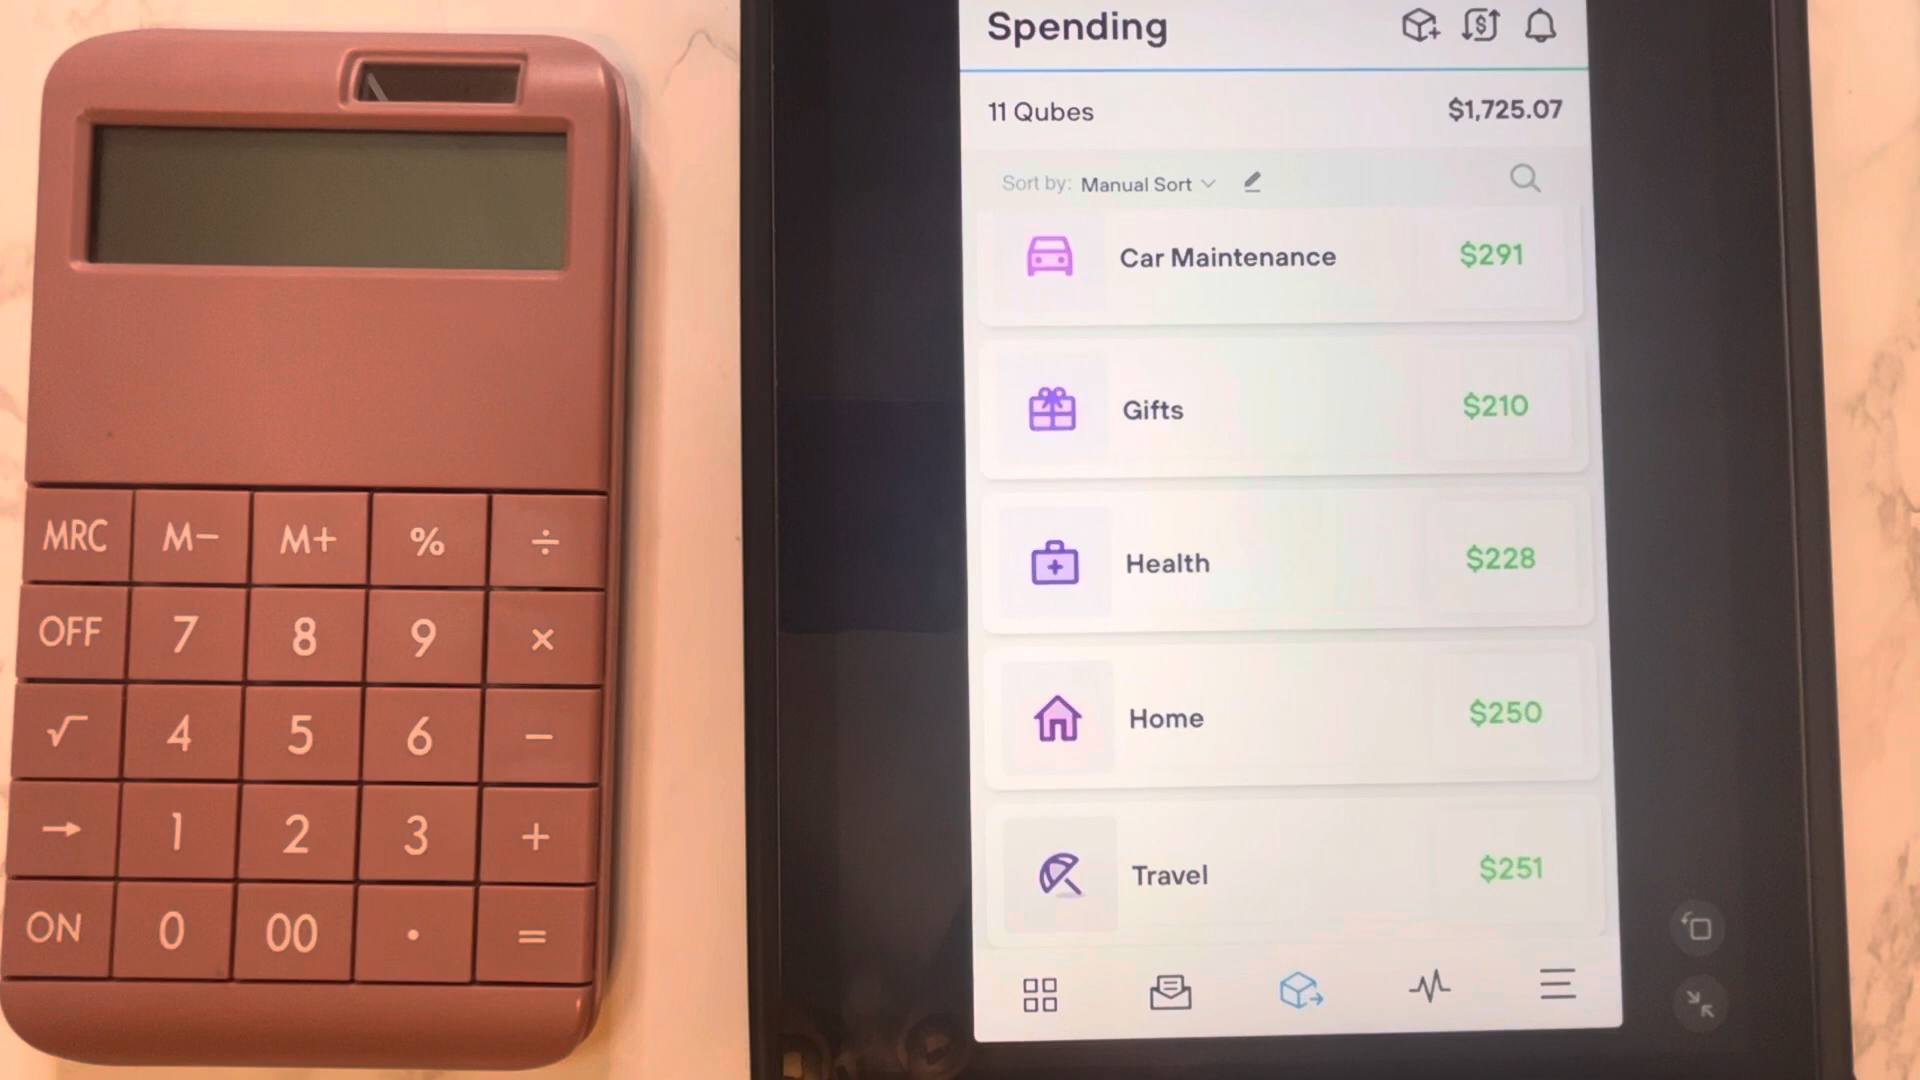 Spending
11 Qubes $1,725.07
Sort by: Manual Sort
Car Maintenance $291
Gifts $210
Health $228
Home $250
Travel $251
MRC M− M+ % ÷
OFF 7 8 9 ×
√ 4 5 6 −
→ 1 2 3 +
ON 0 00 . =